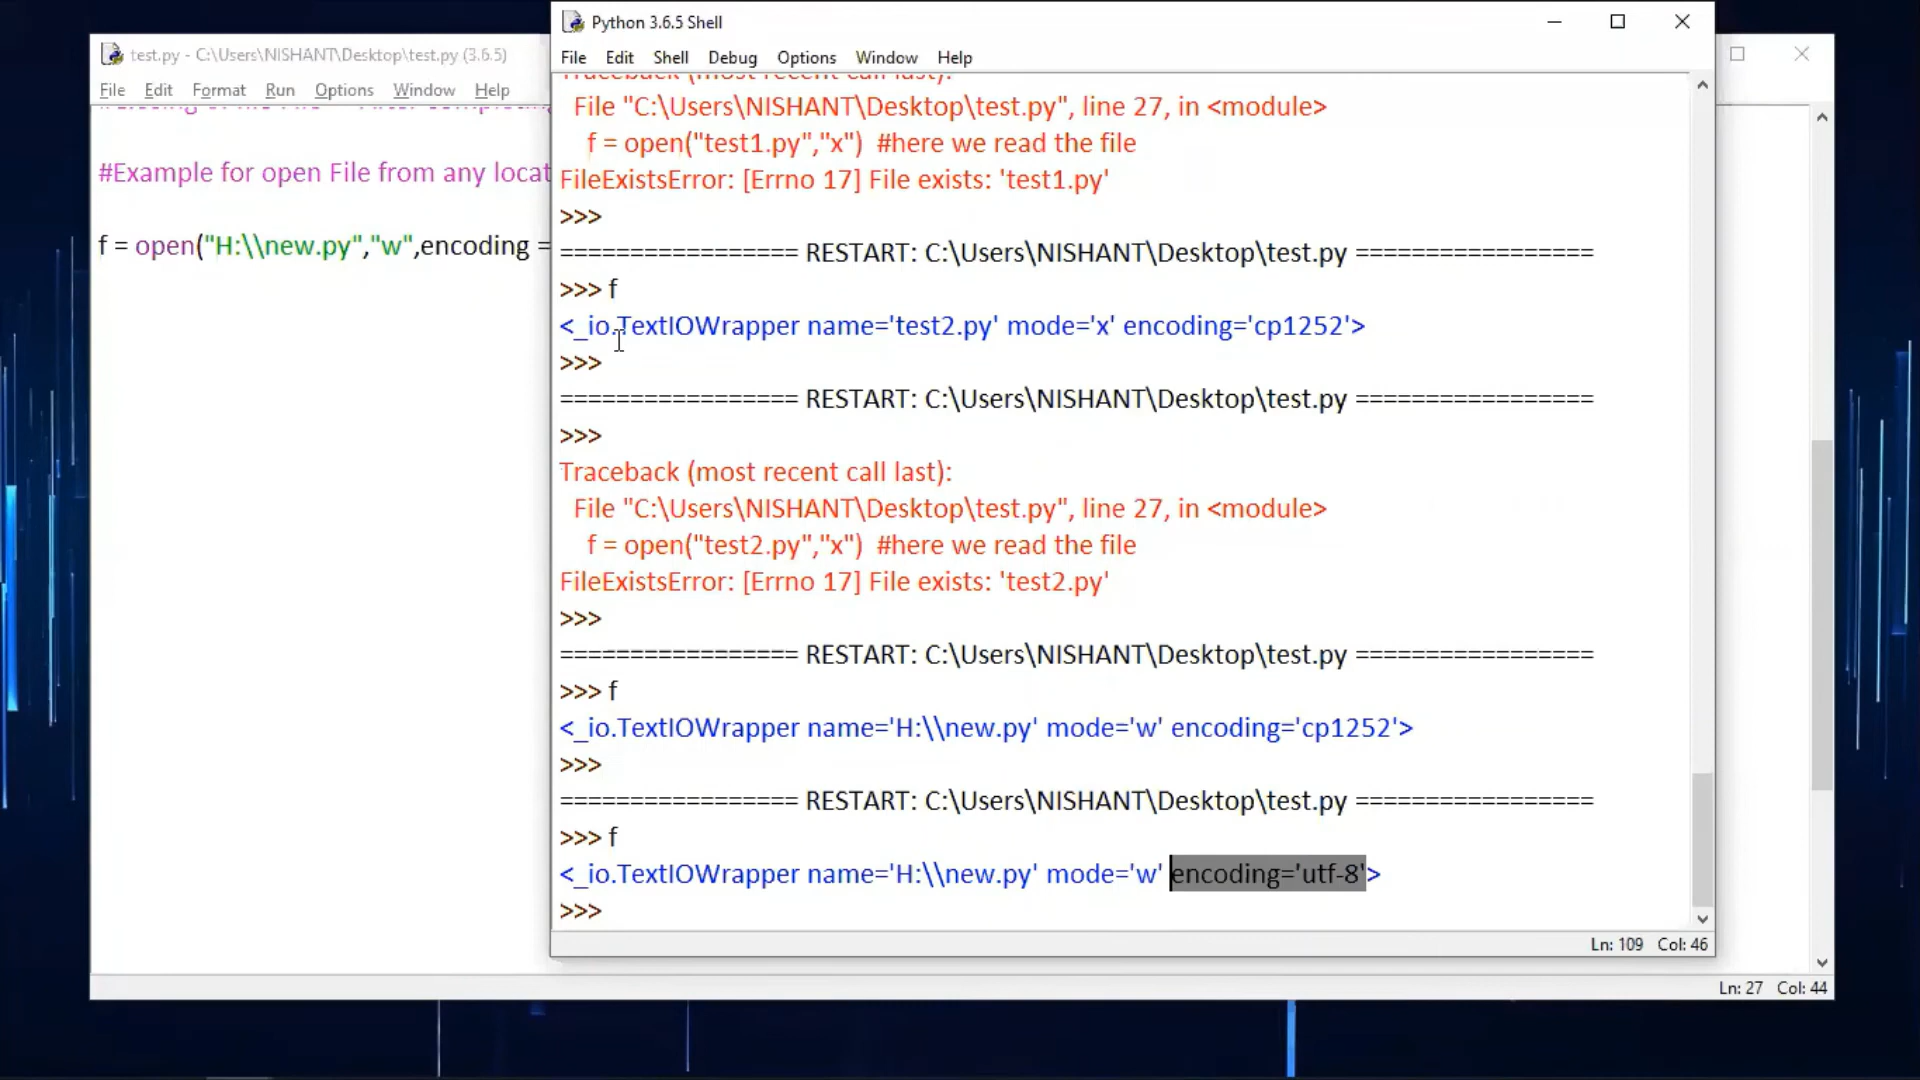 test.py - C:\Users\NISHANT\Desktop\test.py (3.6.5)
File Edit Format Run Options Window Help
#Example for open File from any locat
f = open("H:\\new.py","w",encoding =
Ln: 27 Col: 44
Python 3.6.5 Shell
File Edit Shell Debug Options Window Help
Traceback (most recent call last):
File "C:\Users\NISHANT\Desktop\test.py", line 27, in <module>
f = open("test1.py","x") #here we read the file
FileExistsError: [Errno 17] File exists: 'test1.py'
>>>
================= RESTART: C:\Users\NISHANT\Desktop\test.py =================
>>> f
<_io.TextIOWrapper name='test2.py' mode='x' encoding='cp1252'>
>>>
================= RESTART: C:\Users\NISHANT\Desktop\test.py =================
>>>
Traceback (most recent call last):
File "C:\Users\NISHANT\Desktop\test.py", line 27, in <module>
f = open("test2.py","x") #here we read the file
FileExistsError: [Errno 17] File exists: 'test2.py'
>>>
================= RESTART: C:\Users\NISHANT\Desktop\test.py =================
>>> f
<_io.TextIOWrapper name='H:\\new.py' mode='w' encoding='cp1252'>
>>>
================= RESTART: C:\Users\NISHANT\Desktop\test.py =================
>>> f
<_io.TextIOWrapper name='H:\\new.py' mode='w' encoding='utf-8'>
>>>
Ln: 109 Col: 46